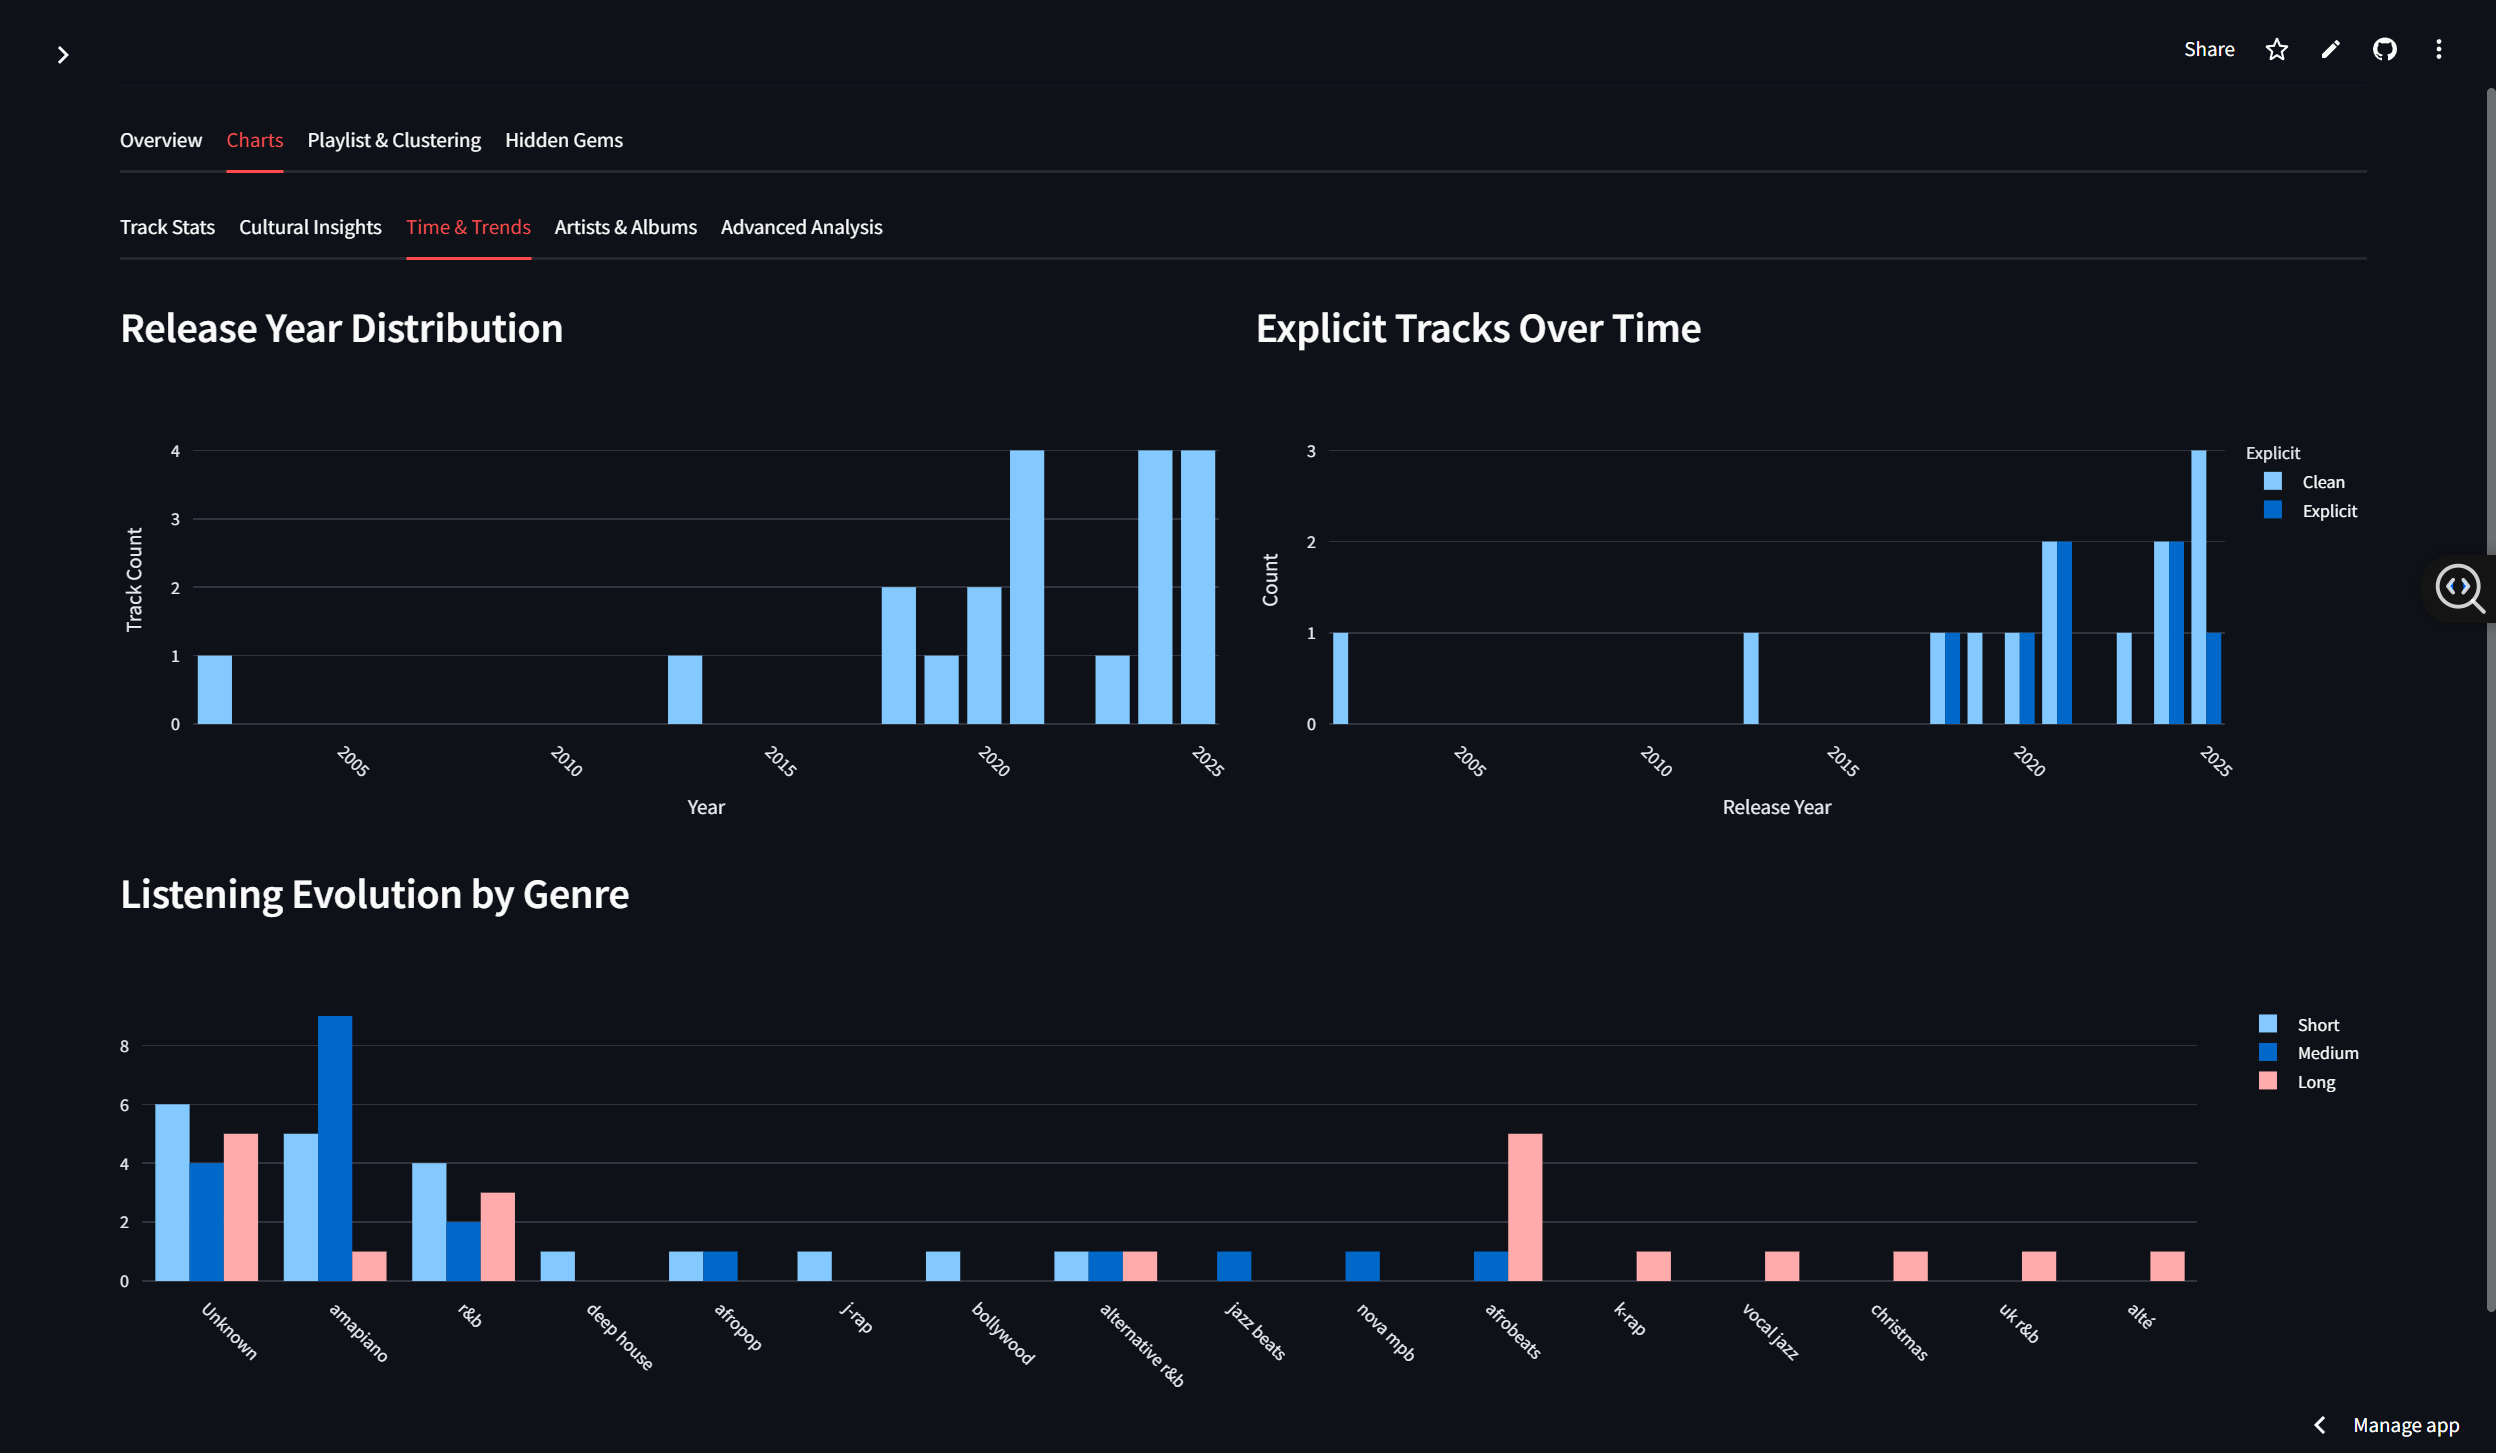 Share
Overview Charts Playlist & Clustering Hidden Gems
Track Stats Cultural Insights Time & Trends Artists & Albums Advanced Analysis
Release Year Distribution
4
3
2
1
0
Track Count
2005 2010 2015 2020 2025
Year
Explicit Tracks Over Time
3
2
1
0
Count
2005 2010 2015 2020 2025
Release Year
Explicit
Clean
Explicit
Listening Evolution by Genre
8
6
4
2
0
Unknown amapiano r&b deep house afropop j-rap bollywood alternative r&b jazz beats nova mpb afrobeats k-rap vocal jazz christmas uk r&b alté
Short
Medium
Long
Manage app